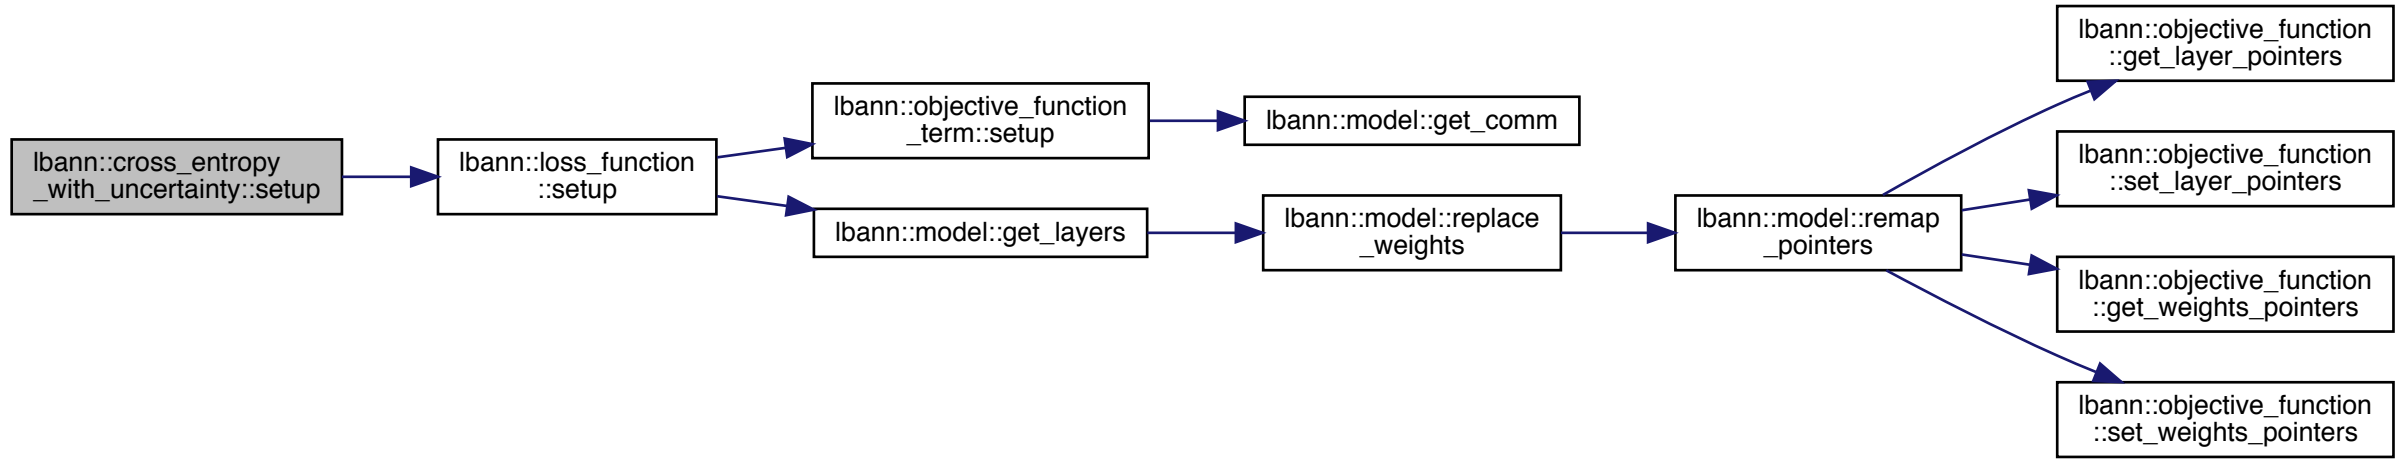 lbann::cross_entropy
_with_uncertainty::setup
lbann::loss_function
::setup
lbann::objective_function
_term::setup
lbann::model::get_comm
lbann::model::get_layers
lbann::model::replace
_weights
lbann::model::remap
_pointers
lbann::objective_function
::get_layer_pointers
lbann::objective_function
::set_layer_pointers
lbann::objective_function
::get_weights_pointers
lbann::objective_function
::set_weights_pointers